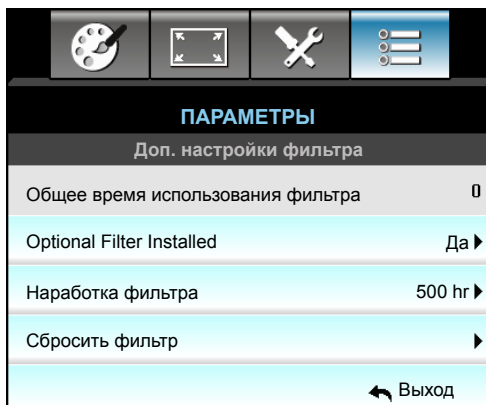 ПАРАМЕТРЫ
Доп. настройки фильтра
Общее время использования фильтра 0
Optional Filter Installed Да
Наработка фильтра 500 hr
Сбросить фильтр
Выход